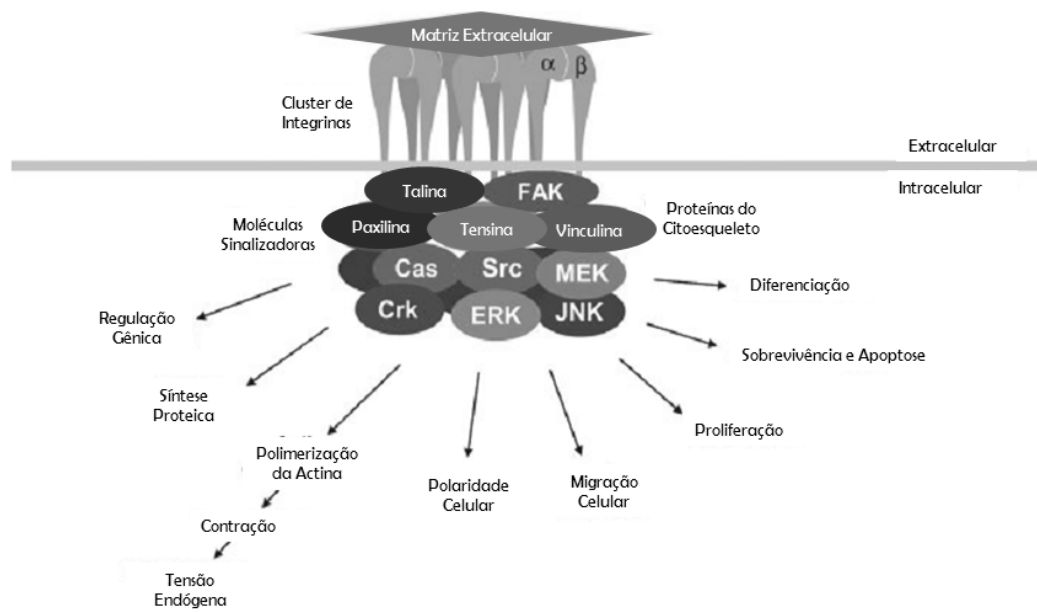 Matriz Extracelular
α β
Cluster de
Integrinas
Extracelular
Intracelular
Talina
FAK
Moléculas
Sinalizadoras
Paxilina
Tensina
Vinculina
Proteínas do
Citoesqueleto
Cas
Src
MEK
Crk
ERK
JNK
Diferenciação
Regulação
Gênica
Sobrevivência e Apoptose
Síntese
Proteica
Proliferação
Polimerização
da Actina
Polaridade
Celular
Migração
Celular
Contração
Tensão
Endógena